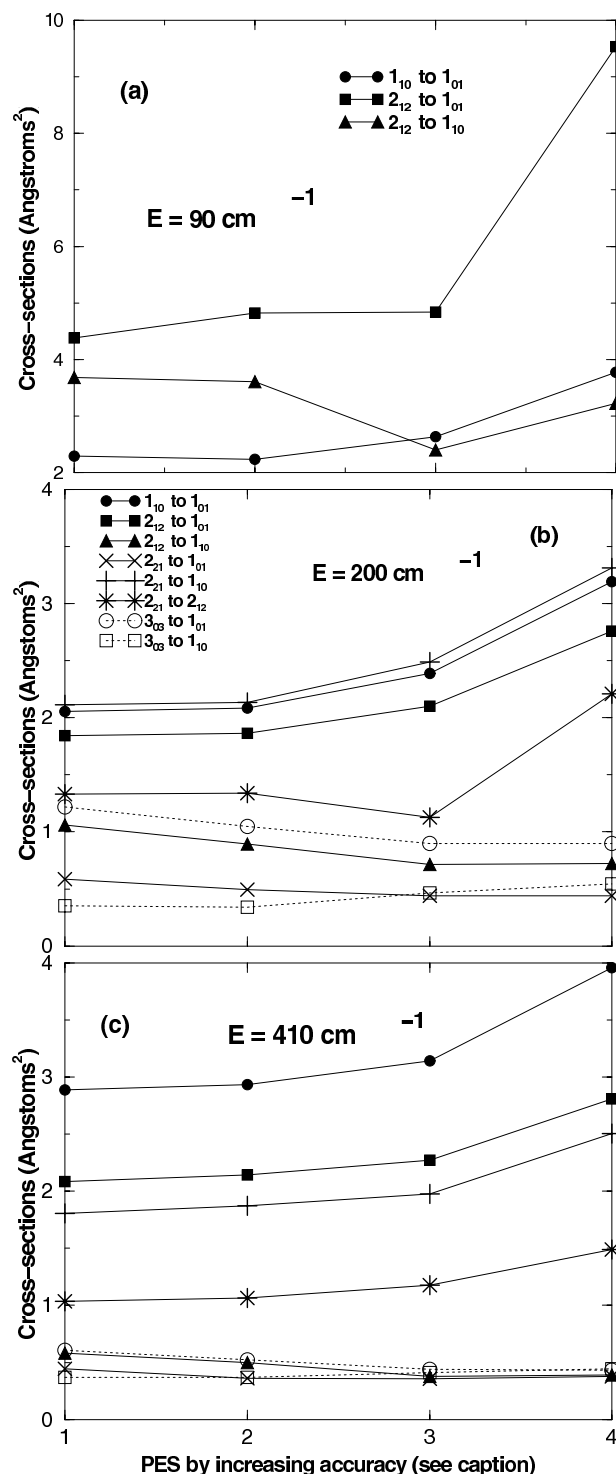 10
8
6
4
2
Cross−sections (Angstroms²)
(a)
1₁₀ to 1₀₁
2₁₂ to 1₀₁
2₁₂ to 1₁₀
E = 90 cm ⁻¹
4
3
2
1
0
Cross−sections (Angstoms²)
1₁₀ to 1₀₁
2₁₂ to 1₀₁
2₁₂ to 1₁₀
2₂₁ to 1₀₁
2₂₁ to 1₁₀
2₂₁ to 2₁₂
3₀₃ to 1₀₁
3₀₃ to 1₁₀
(b)
E = 200 cm ⁻¹
4
3
2
1
0
Cross−sections (Angstoms²)
(c)
E = 410 cm ⁻¹
1 2 3 4
PES by increasing accuracy (see caption)